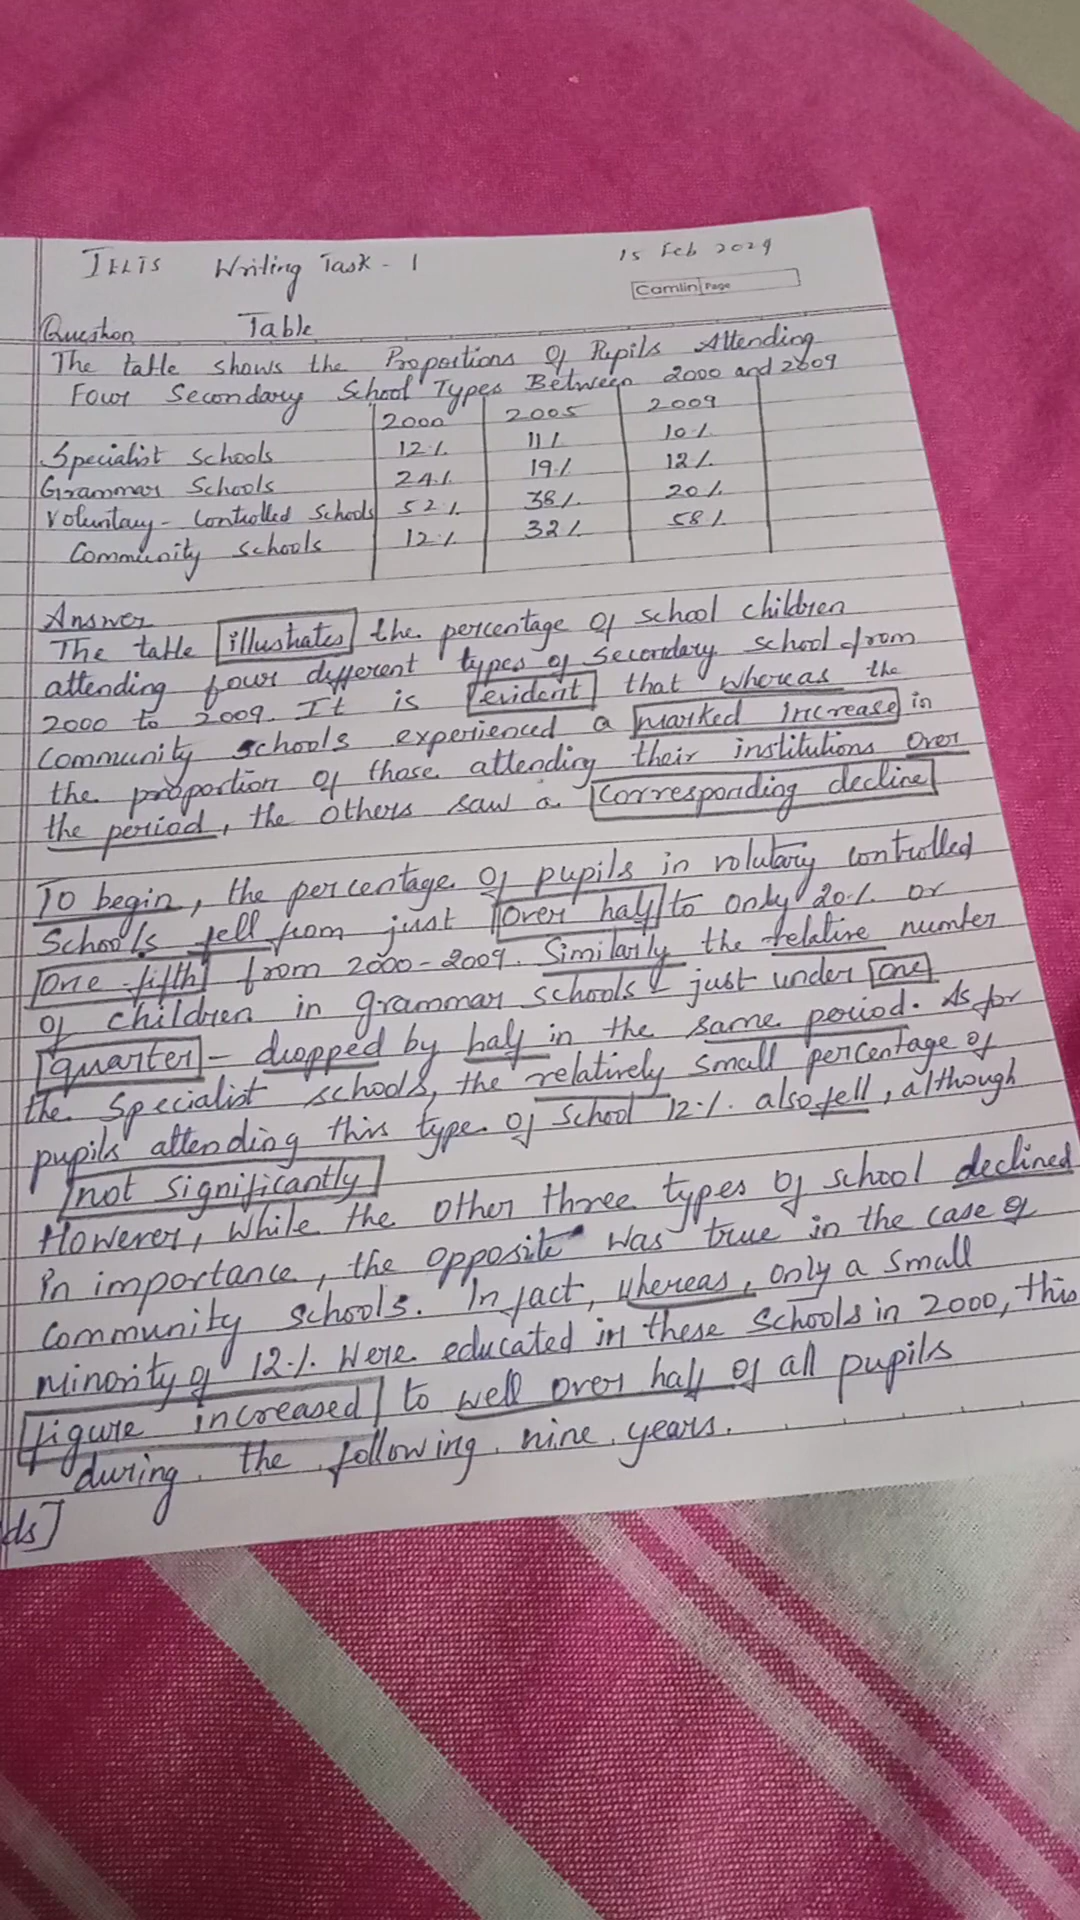 IELTS Writing Task - 1
15 Feb 2024
Camlin Page
Question Table
The table shows the Proportions Of Pupils Attending
Four Secondary School Types Between 2000 and 2009
2000 2005 2009
Specialist Schools 12% 11% 10%
Grammar Schools 24% 19% 12%
Voluntary-Controlled Schools 52% 38% 20%
Community Schools 12% 32% 58%
Answer
The table illustrates the percentage of school children
attending four different types of Secondary school from
2000 to 2009. It is evident that whereas the
Community schools experienced a marked increase in
the proportion of those attending their institutions over
the period, the others saw a corresponding decline
To begin, the percentage of pupils in volutary controlled
Schools fell from just over half to only 20% or
one fifth from 2000-2009. Similarly the relative number
of children in grammar schools - just under one
quarter - dropped by half in the same period. As for
the Specialist schools, the relatively small percentage of
pupils attending this type of School 12% also fell, although
not significantly
However, while the other three types of school declined
in importance, the opposite was true in the case of
Community schools. In fact, whereas, only a small
minority of 12% were educated in these Schools in 2000, this
figure increased to well over half of all pupils
during the following nine years.
ds]